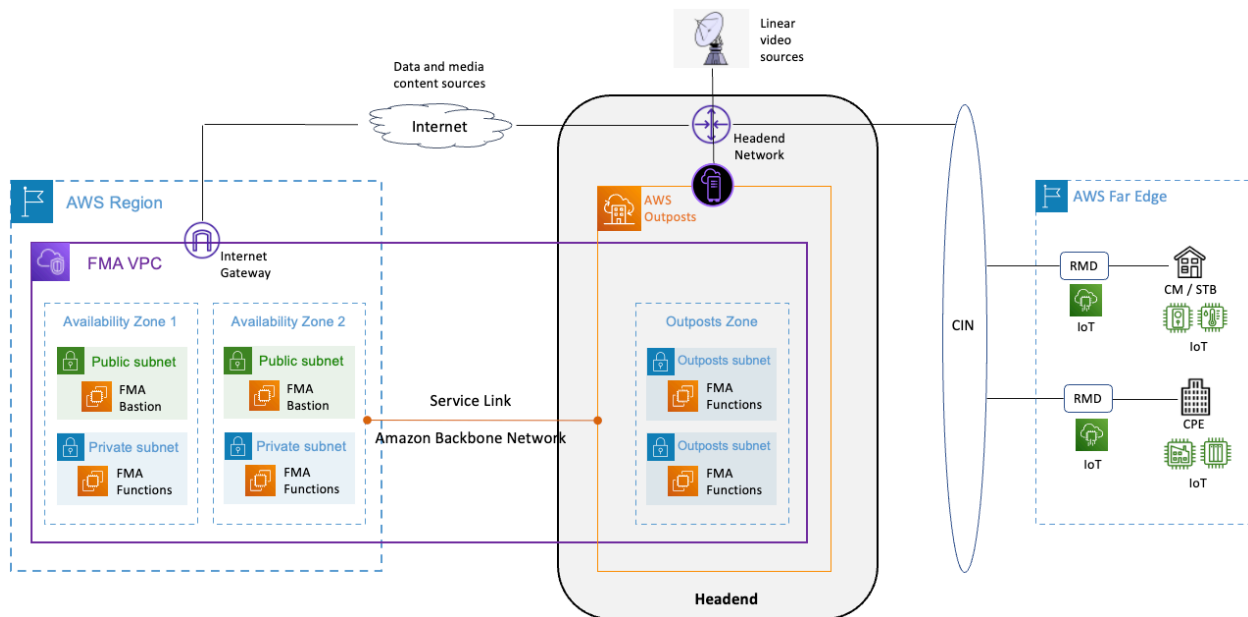 Linear
video
sources
Data and media
content sources
Internet
Headend
Network
AWS Region
Internet
Gateway
FMA VPC
Availability Zone 1
Public subnet
FMA
Bastion
Private subnet
FMA
Functions
Availability Zone 2
Public subnet
FMA
Bastion
Private subnet
FMA
Functions
Service Link
Amazon Backbone Network
AWS
Outposts
Outposts Zone
Outposts subnet
FMA
Functions
Outposts subnet
FMA
Functions
Headend
CIN
AWS Far Edge
RMD
IoT
CM / STB
IoT
RMD
IoT
CPE
IoT